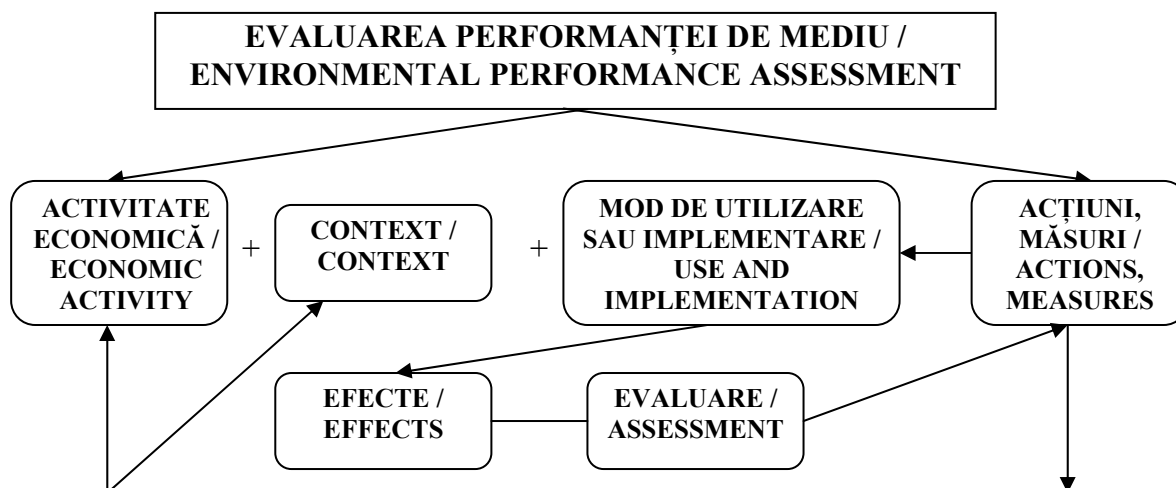 EVALUAREA PERFORMANȚEI DE MEDIU /
ENVIRONMENTAL PERFORMANCE ASSESSMENT
ACTIVITATE
ECONOMICĂ /
ECONOMIC
ACTIVITY
+
CONTEXT /
CONTEXT
+
MOD DE UTILIZARE
SAU IMPLEMENTARE /
USE AND
IMPLEMENTATION
ACȚIUNI,
MĂSURI /
ACTIONS,
MEASURES
EFECTE /
EFFECTS
EVALUARE /
ASSESSMENT